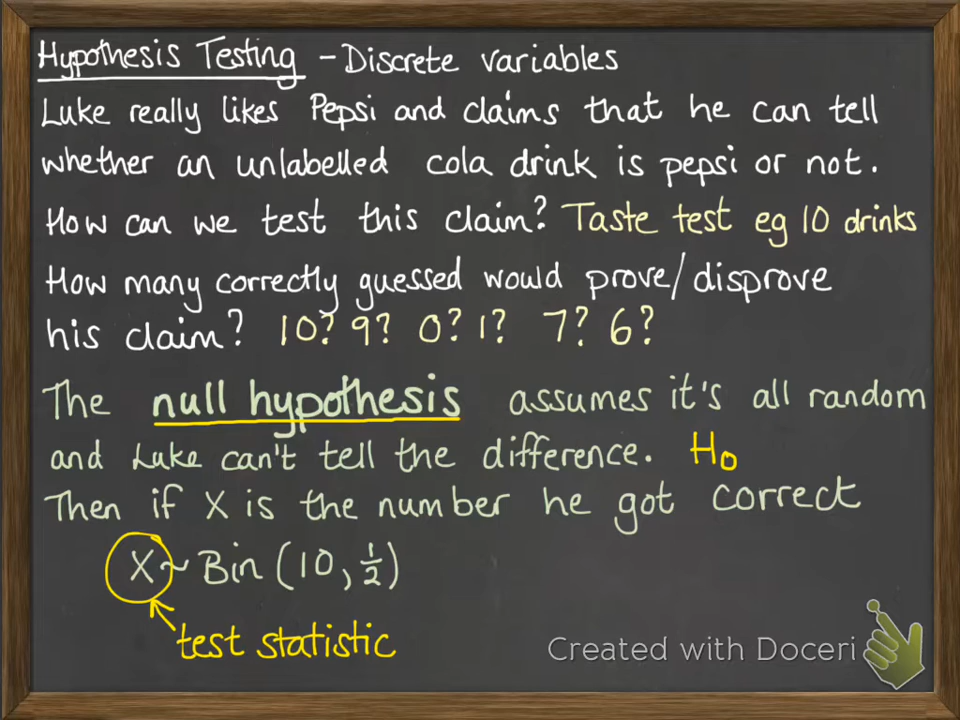 Hypothesis Testing - Discrete variables
Luke really likes Pepsi and claims that he can tell
whether an unlabelled cola drink is pepsi or not.
How can we test this claim? Taste test eg 10 drinks
How many correctly guessed would prove/disprove
his claim? 10? 9? 0? 1? 7? 6?
The null hypothesis assumes it's all random
and Luke can't tell the difference. H₀
Then if X is the number he got correct
X ~ Bin (10, ½)
test statistic
Created with Doceri